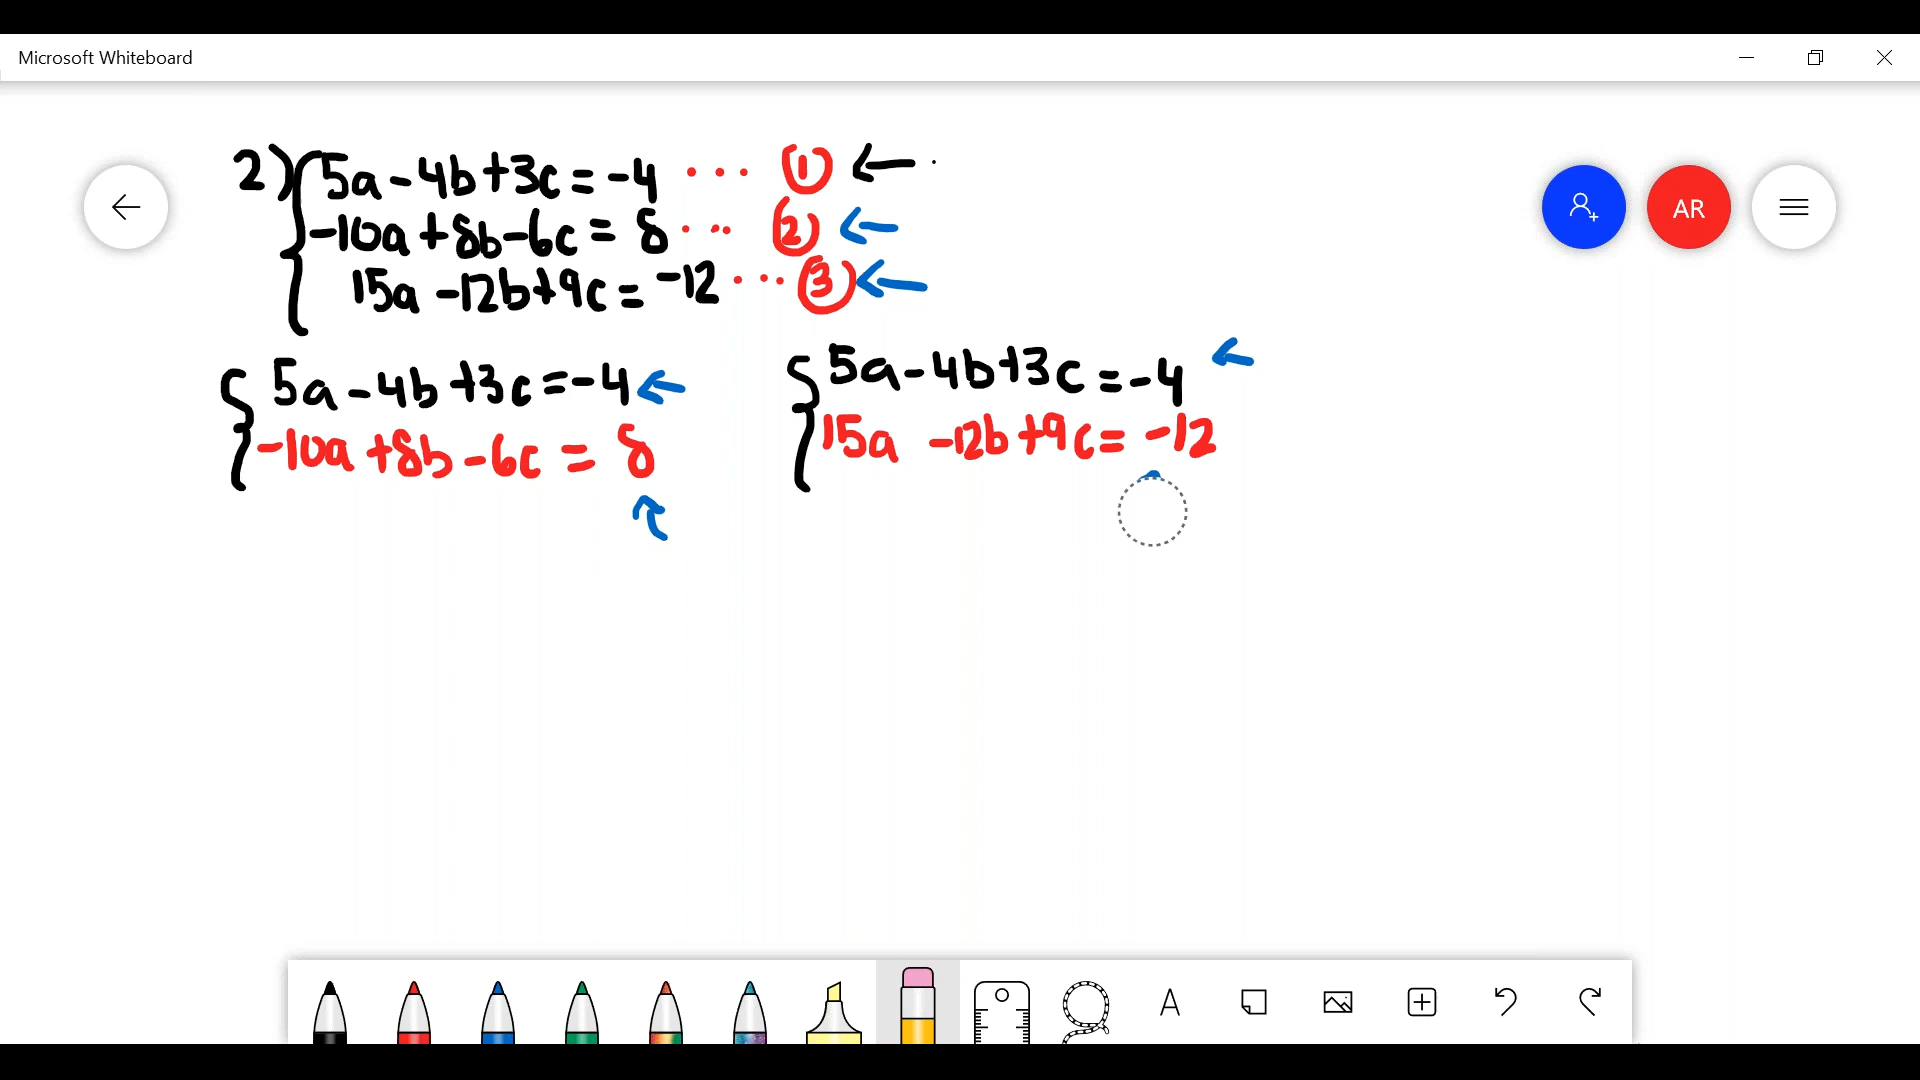 Microsoft Whiteboard
2) 5a-4b+3c=-4 ... 1
-10a+8b-6c=8 ... 2
15a-12b+9c=-12 ... 3
AR
5a-4b+3c=-4
-10a+8b-6c=8
5a-4b+3c=-4
15a-12b+9c=-12
A